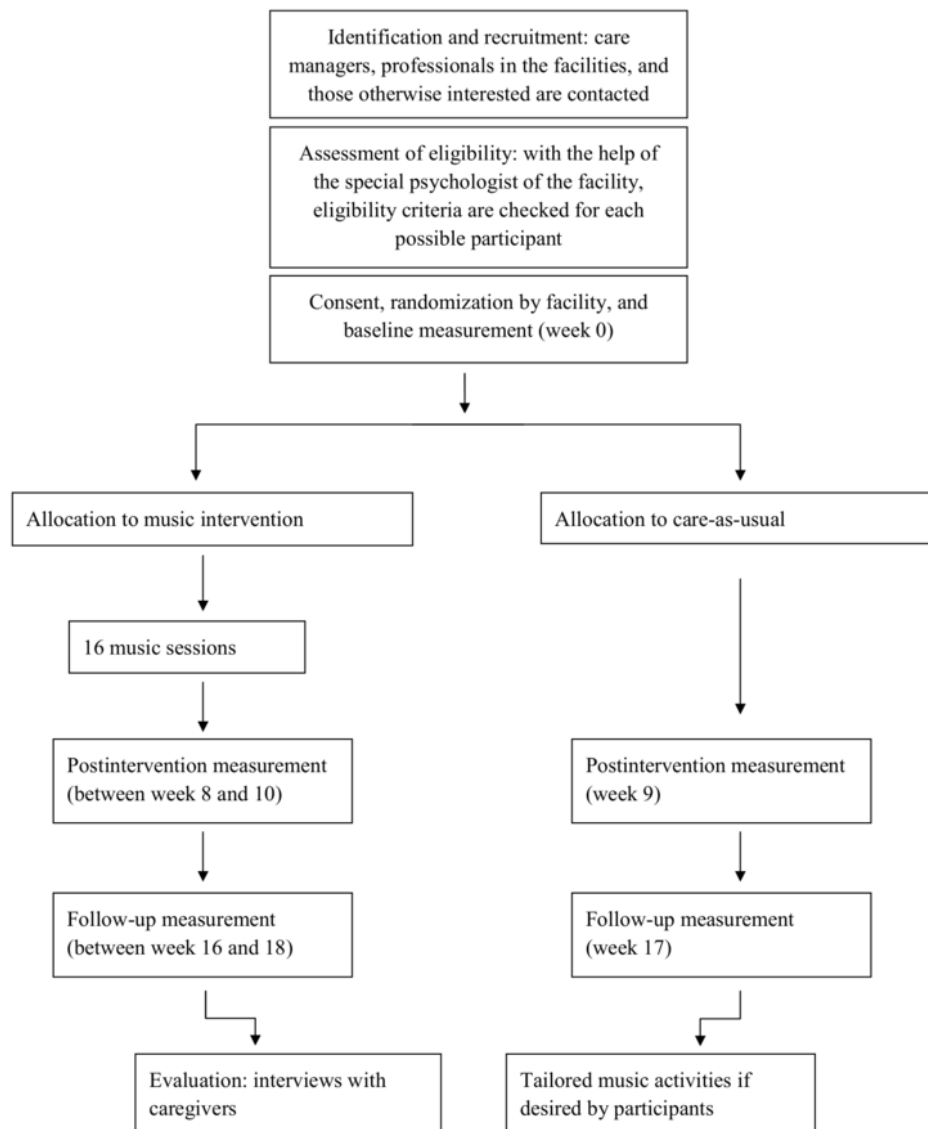 Identification and recruitment: care
managers, professionals in the facilities, and
those otherwise interested are contacted
Assessment of eligibility: with the help of
the special psychologist of the facility,
eligibility criteria are checked for each
possible participant
Consent, randomization by facility, and
baseline measurement (week 0)
Allocation to music intervention
Allocation to care-as-usual
16 music sessions
Postintervention measurement
(between week 8 and 10)
Postintervention measurement
(week 9)
Follow-up measurement
(between week 16 and 18)
Follow-up measurement
(week 17)
Evaluation: interviews with
caregivers
Tailored music activities if
desired by participants